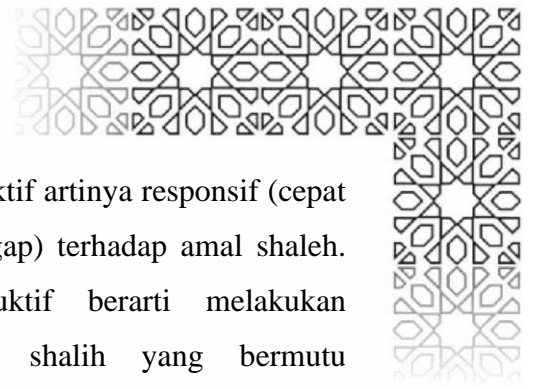 ktif artinya responsif (cepat
gap) terhadap amal shaleh.
uktif berarti melakukan
shalih yang bermutu